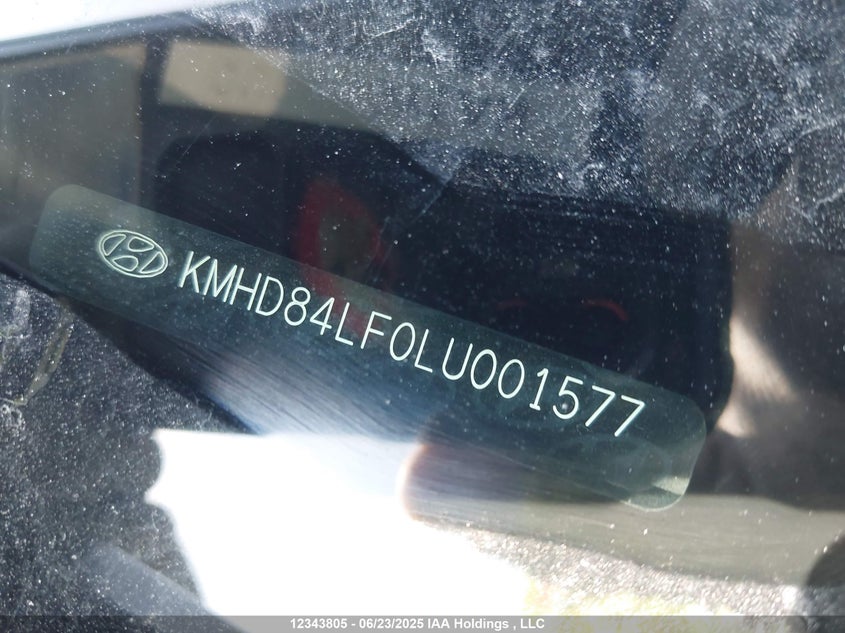 KMHD84LF0LU001577
12343805 - 06/23/2025 IAA Holdings , LLC